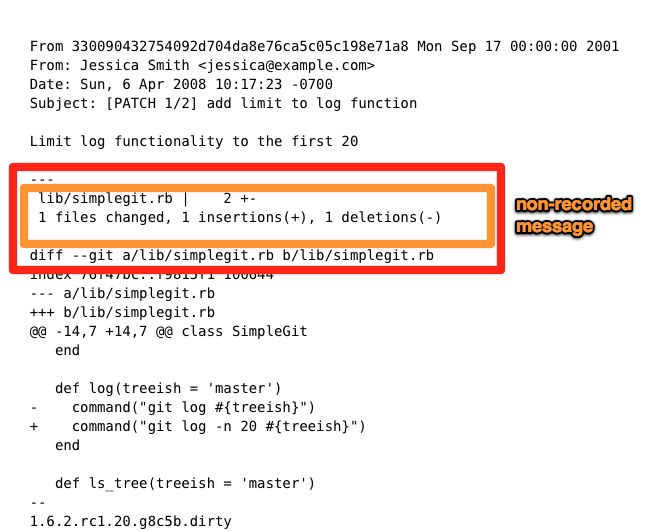 From 330090432754092d704da8e76ca5c05c198e71a8 Mon Sep 17 00:00:00 2001
From: Jessica Smith <jessica@example.com>
Date: Sun, 6 Apr 2008 10:17:23 -0700
Subject: [PATCH 1/2] add limit to log function
Limit log functionality to the first 20
---
lib/simplegit.rb |    2 +-
1 files changed, 1 insertions(+), 1 deletions(-)
non-recorded
message
diff --git a/lib/simplegit.rb b/lib/simplegit.rb
index 76f47bc..f9815f1 100644
--- a/lib/simplegit.rb
+++ b/lib/simplegit.rb
@@ -14,7 +14,7 @@ class SimpleGit
   end
   def log(treeish = 'master')
-    command("git log #{treeish}")
+    command("git log -n 20 #{treeish}")
   end
   def ls_tree(treeish = 'master')
--
1.6.2.rc1.20.g8c5b.dirty